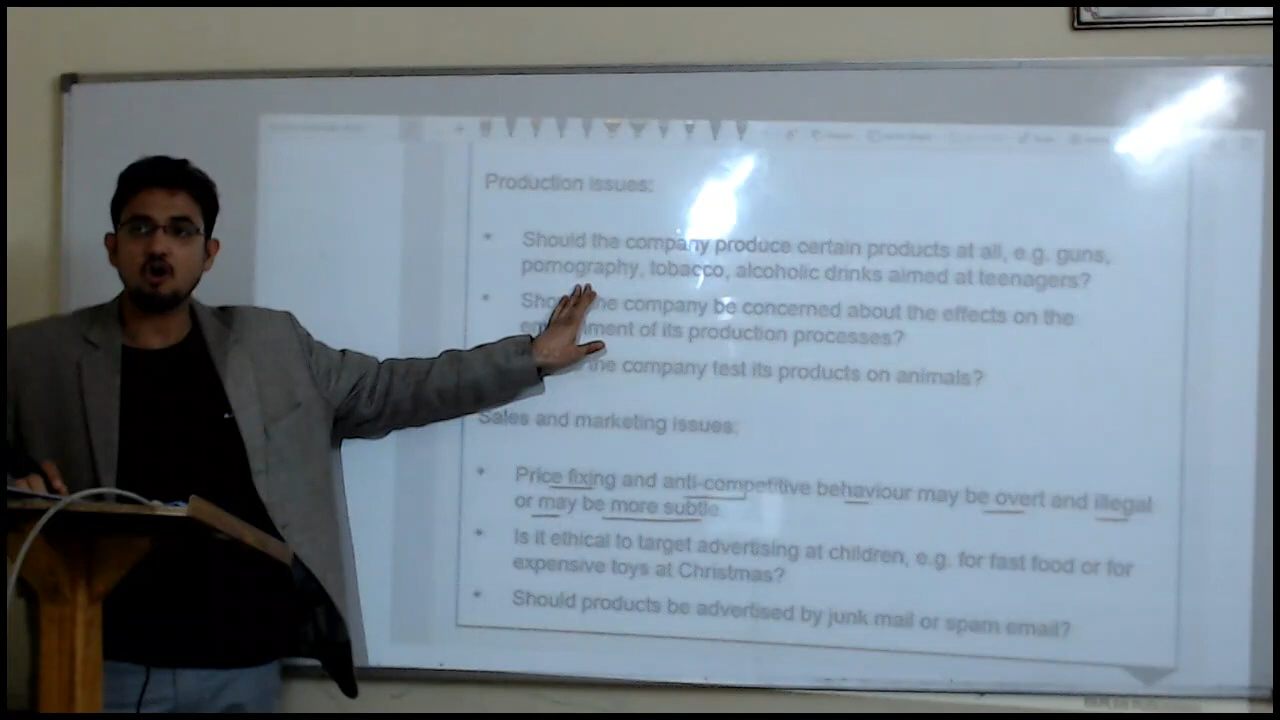 Production issues:
• Should the company produce certain products at all, e.g. guns,
pornography, tobacco, alcoholic drinks aimed at teenagers?
• the company be concerned about the effects on the
of its production processes?
the company test its products on animals?
Sales and marketing issues:
• Price fixing and anti-competitive behaviour may be overt and illegal
or may be more subtle.
• Is it ethical to target advertising at children, e.g. for fast food or for
expensive toys at Christmas?
• Should products be advertised by junk mail or spam email?